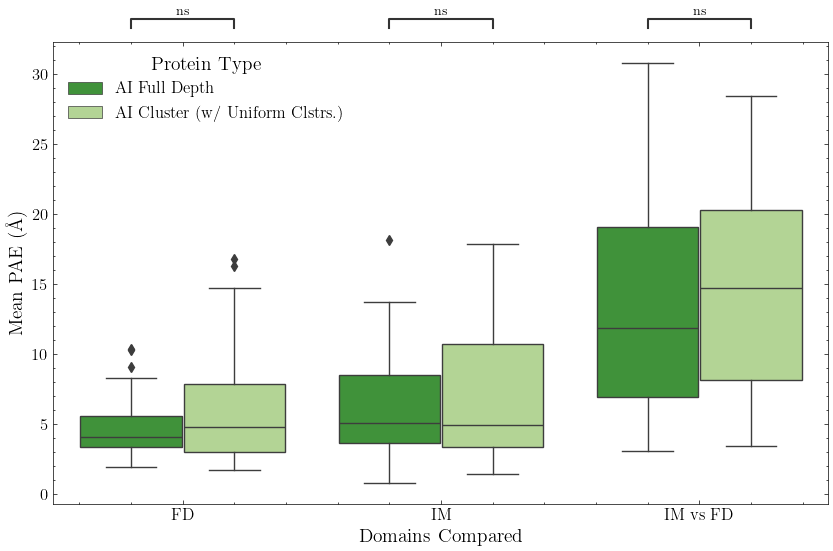 ns ns ns
Protein Type
AI Full Depth
AI Cluster (w/ Uniform Clstrs.)
30
25
20
15
10
5
0
Mean PAE (Å)
FD IM IM vs FD
Domains Compared